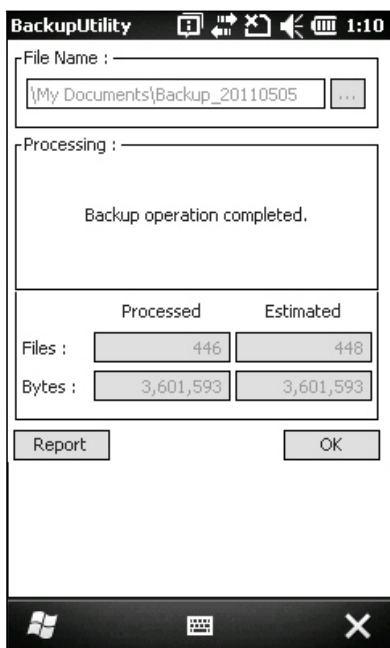 BackupUtility 1:10
File Name :
\My Documents\Backup_20110505 ...
Processing :
Backup operation completed.
Processed Estimated
Files : 446 448
Bytes : 3,601,593 3,601,593
Report OK